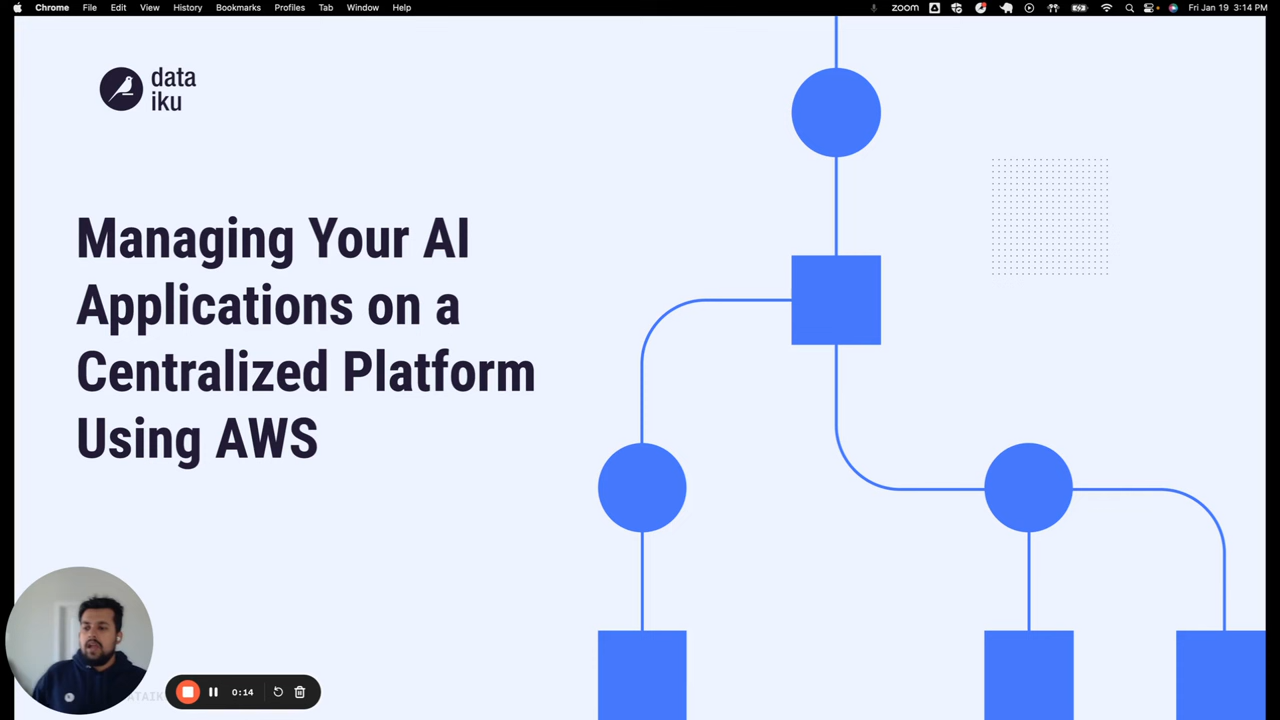 Chrome File Edit View History Bookmarks Profiles Tab Window Help
zoom Fri Jan 19 3:14 PM
data
iku
Managing Your AI
Applications on a
Centralized Platform
Using AWS
0:14